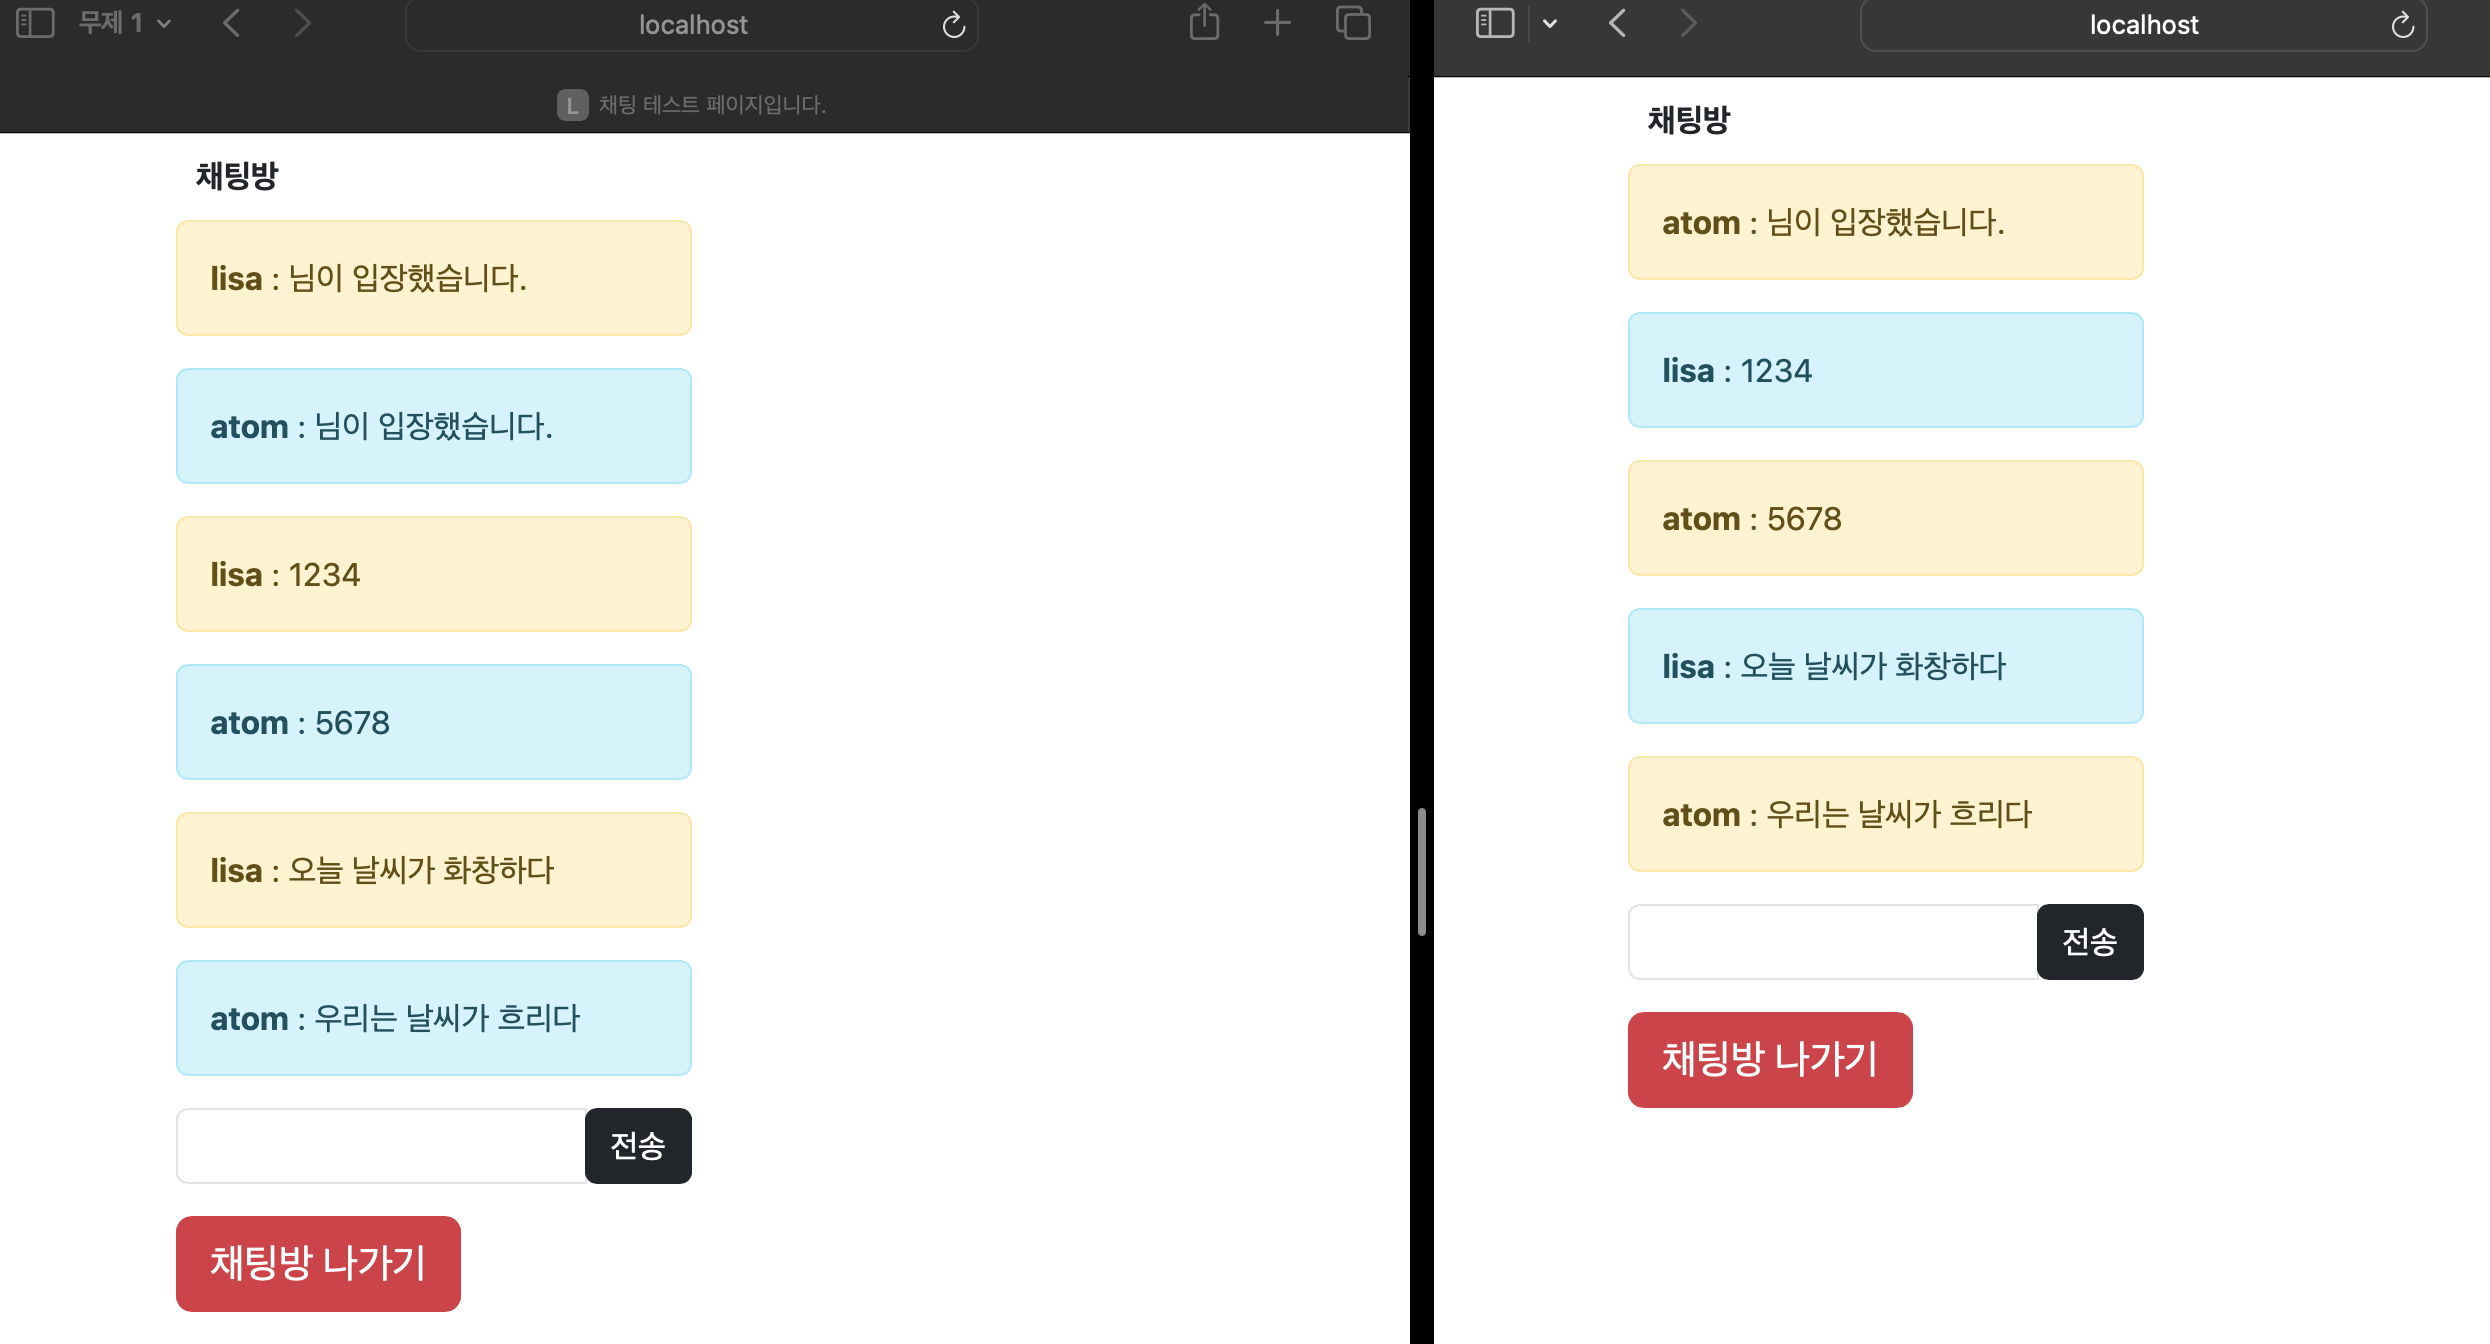 무제 1
localhost
L 채팅 테스트 페이지입니다.
채팅방
lisa : 님이 입장했습니다.
atom : 님이 입장했습니다.
lisa : 1234
atom : 5678
lisa : 오늘 날씨가 화창하다
atom : 우리는 날씨가 흐리다
전송
채팅방 나가기
localhost
채팅방
atom : 님이 입장했습니다.
lisa : 1234
atom : 5678
lisa : 오늘 날씨가 화창하다
atom : 우리는 날씨가 흐리다
전송
채팅방 나가기